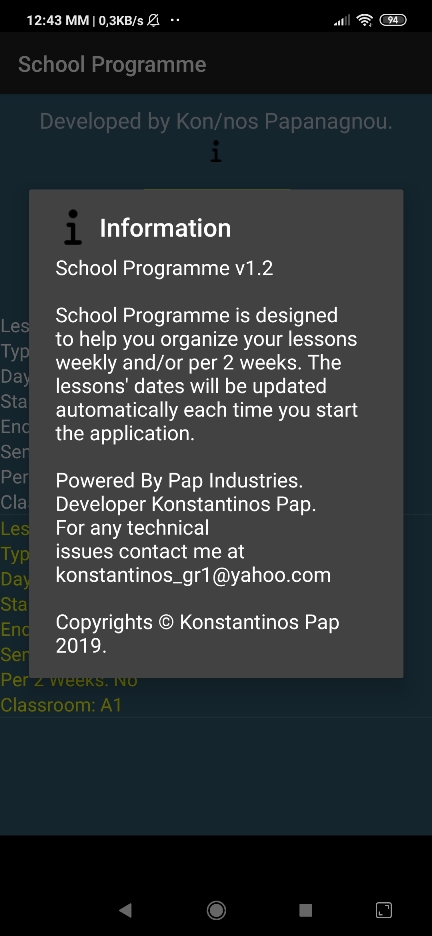 12:43 MM | 0,3KB/s
94
School Programme
Developed by Kon/nos Papanagnou.
Information
School Programme v1.2
School Programme is designed
to help you organize your lessons
weekly and/or per 2 weeks. The
lessons' dates will be updated
automatically each time you start
the application.
Powered By Pap Industries.
Developer Konstantinos Pap.
For any technical
issues contact me at
konstantinos_gr1@yahoo.com
Copyrights © Konstantinos Pap
2019.
Les
Typ
Day
Sta
End
Sem
Per
Cla
Les
Typ
Day
Sta
End
Sem
Per 2 Weeks: No
Classroom: A1